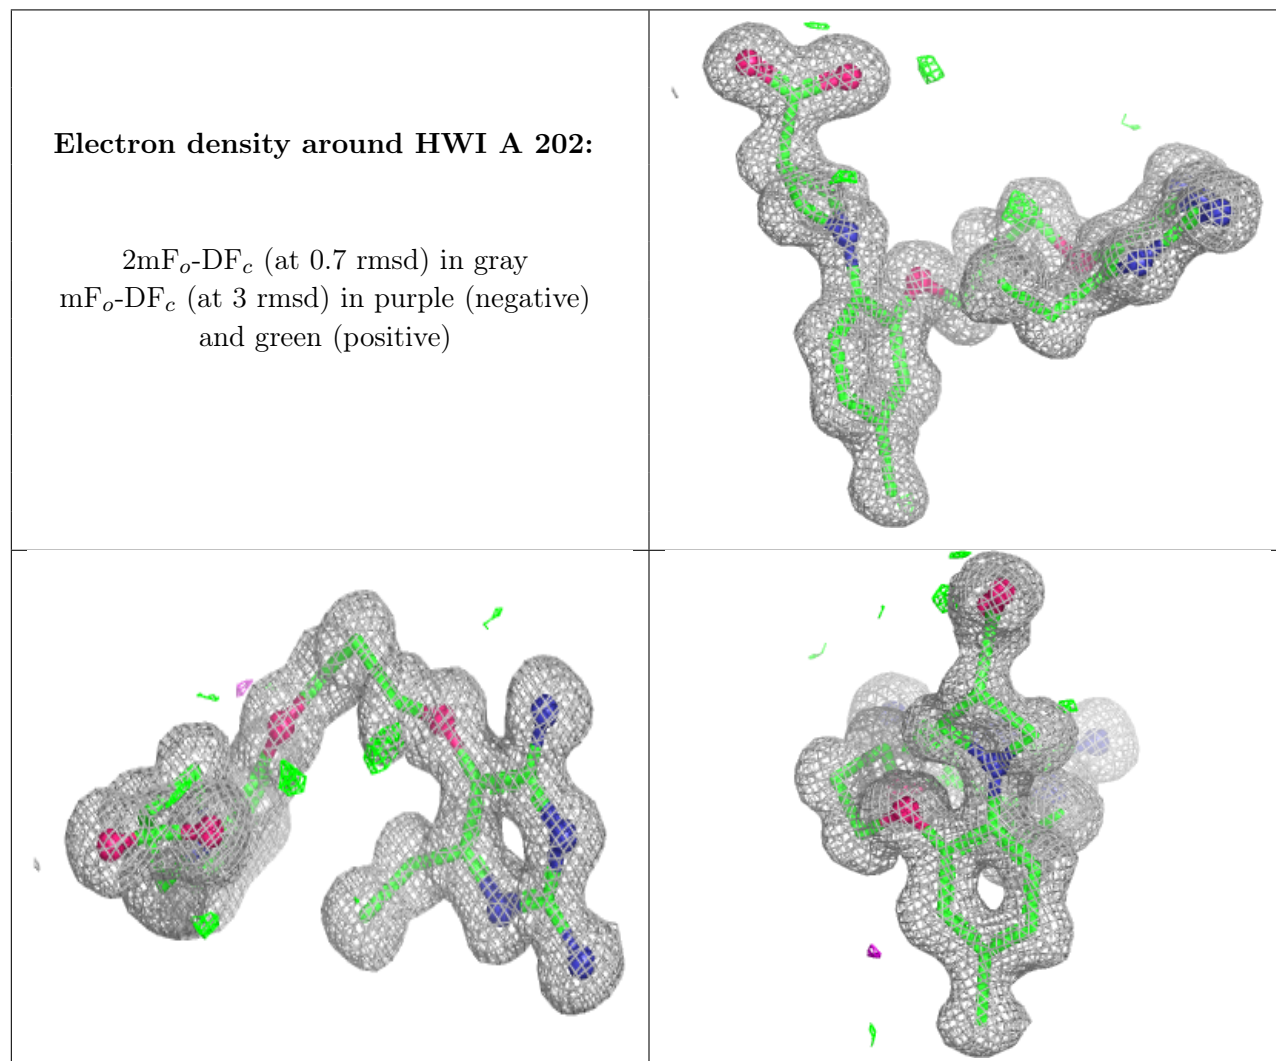 Electron density around HWI A 202:
2mFₒ-DF𝒸 (at 0.7 rmsd) in gray
mFₒ-DF𝒸 (at 3 rmsd) in purple (negative)
and green (positive)